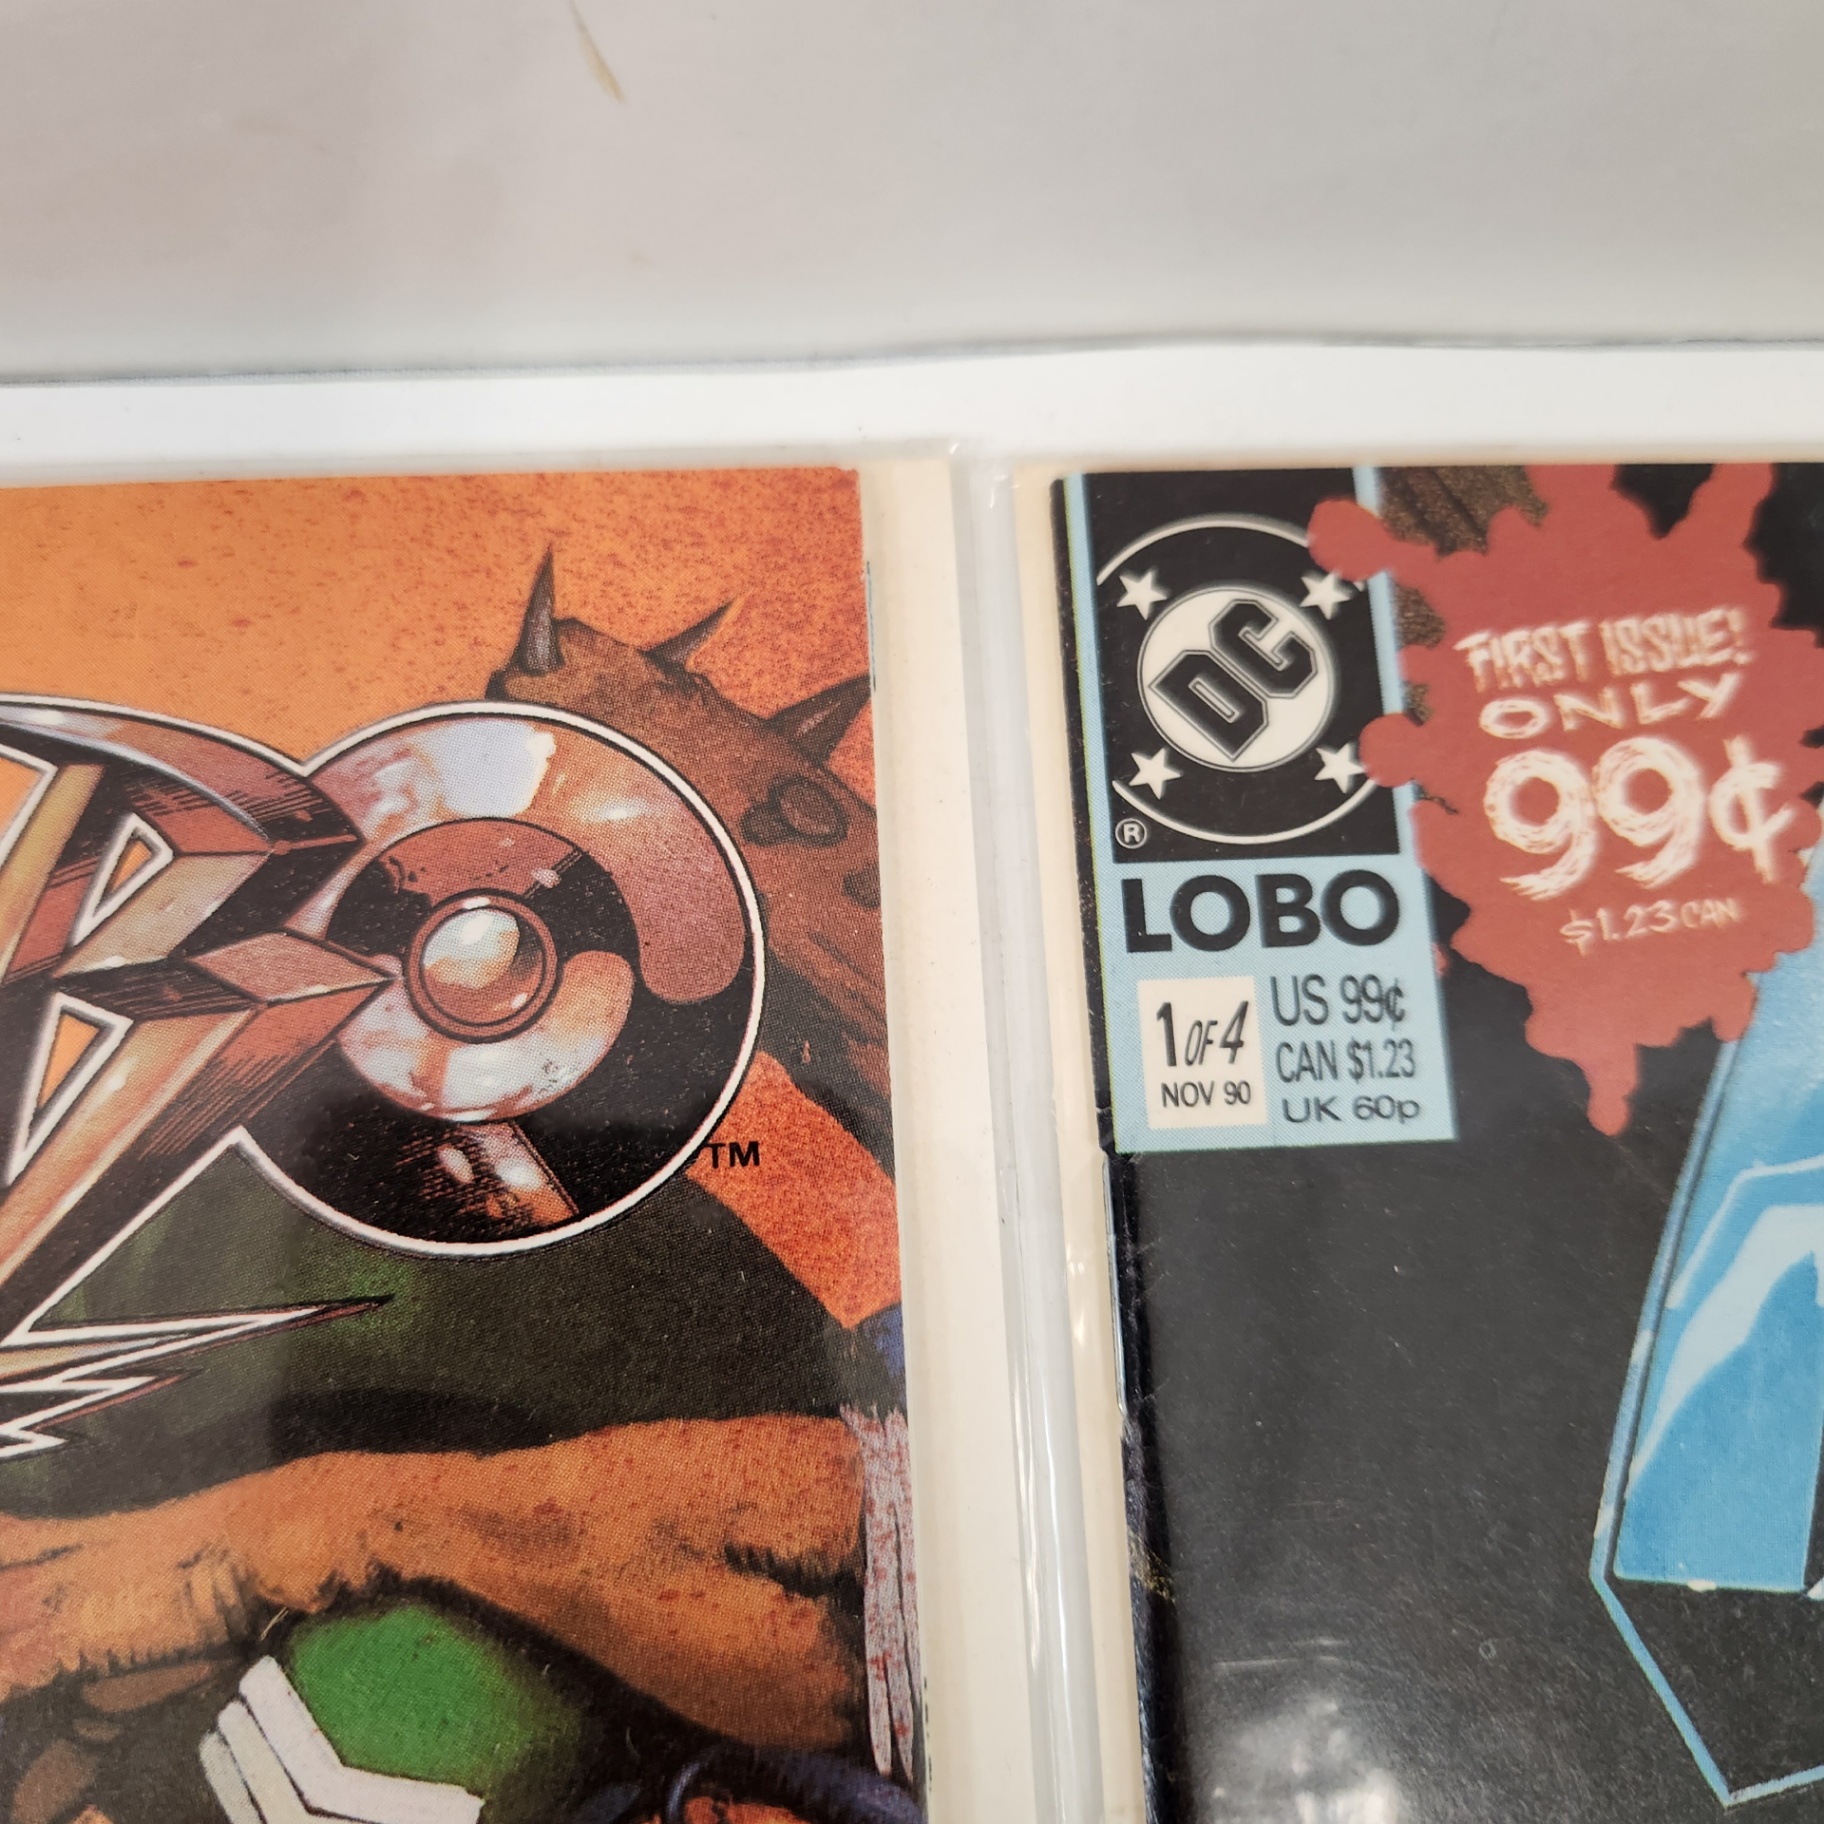 TM
DC
®
LOBO
1 OF 4
NOV 90
US 99¢
CAN $1.23
UK 60p
FIRST ISSUE!
ONLY
99¢
$1.23 CAN